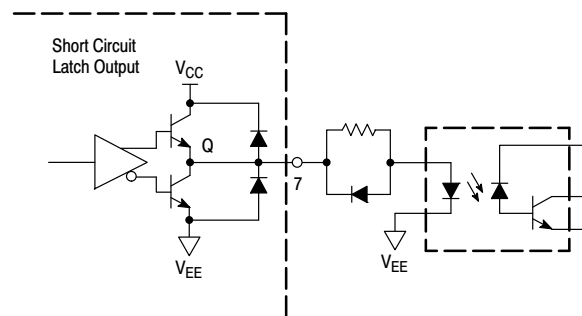 Short Circuit
Latch Output
VCC
Q
7
VEE
VEE